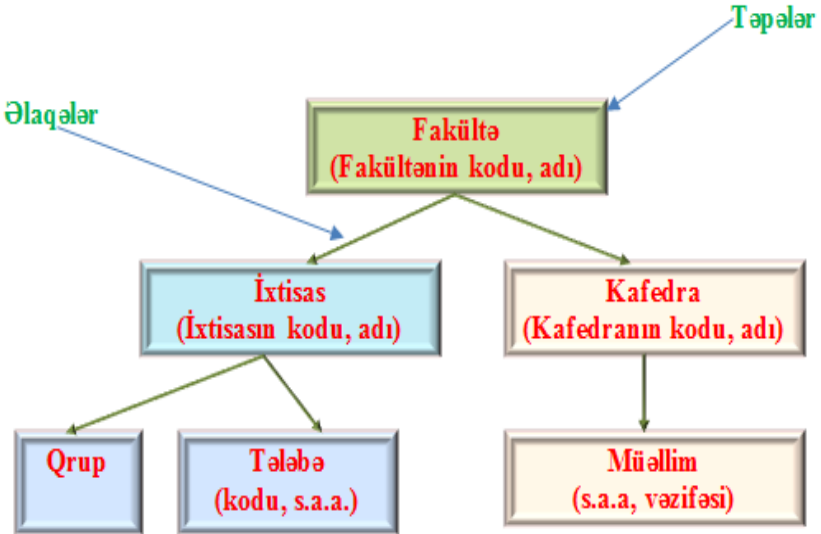 Təpələr
Əlaqələr
Fakültə
(Fakültənin kodu, adı)
İxtisas
(İxtisasın kodu, adı)
Kafedra
(Kafedranın kodu, adı)
Qrup
Tələbə
(kodu, s.a.a.)
Müəllim
(s.a.a, vəzifəsi)